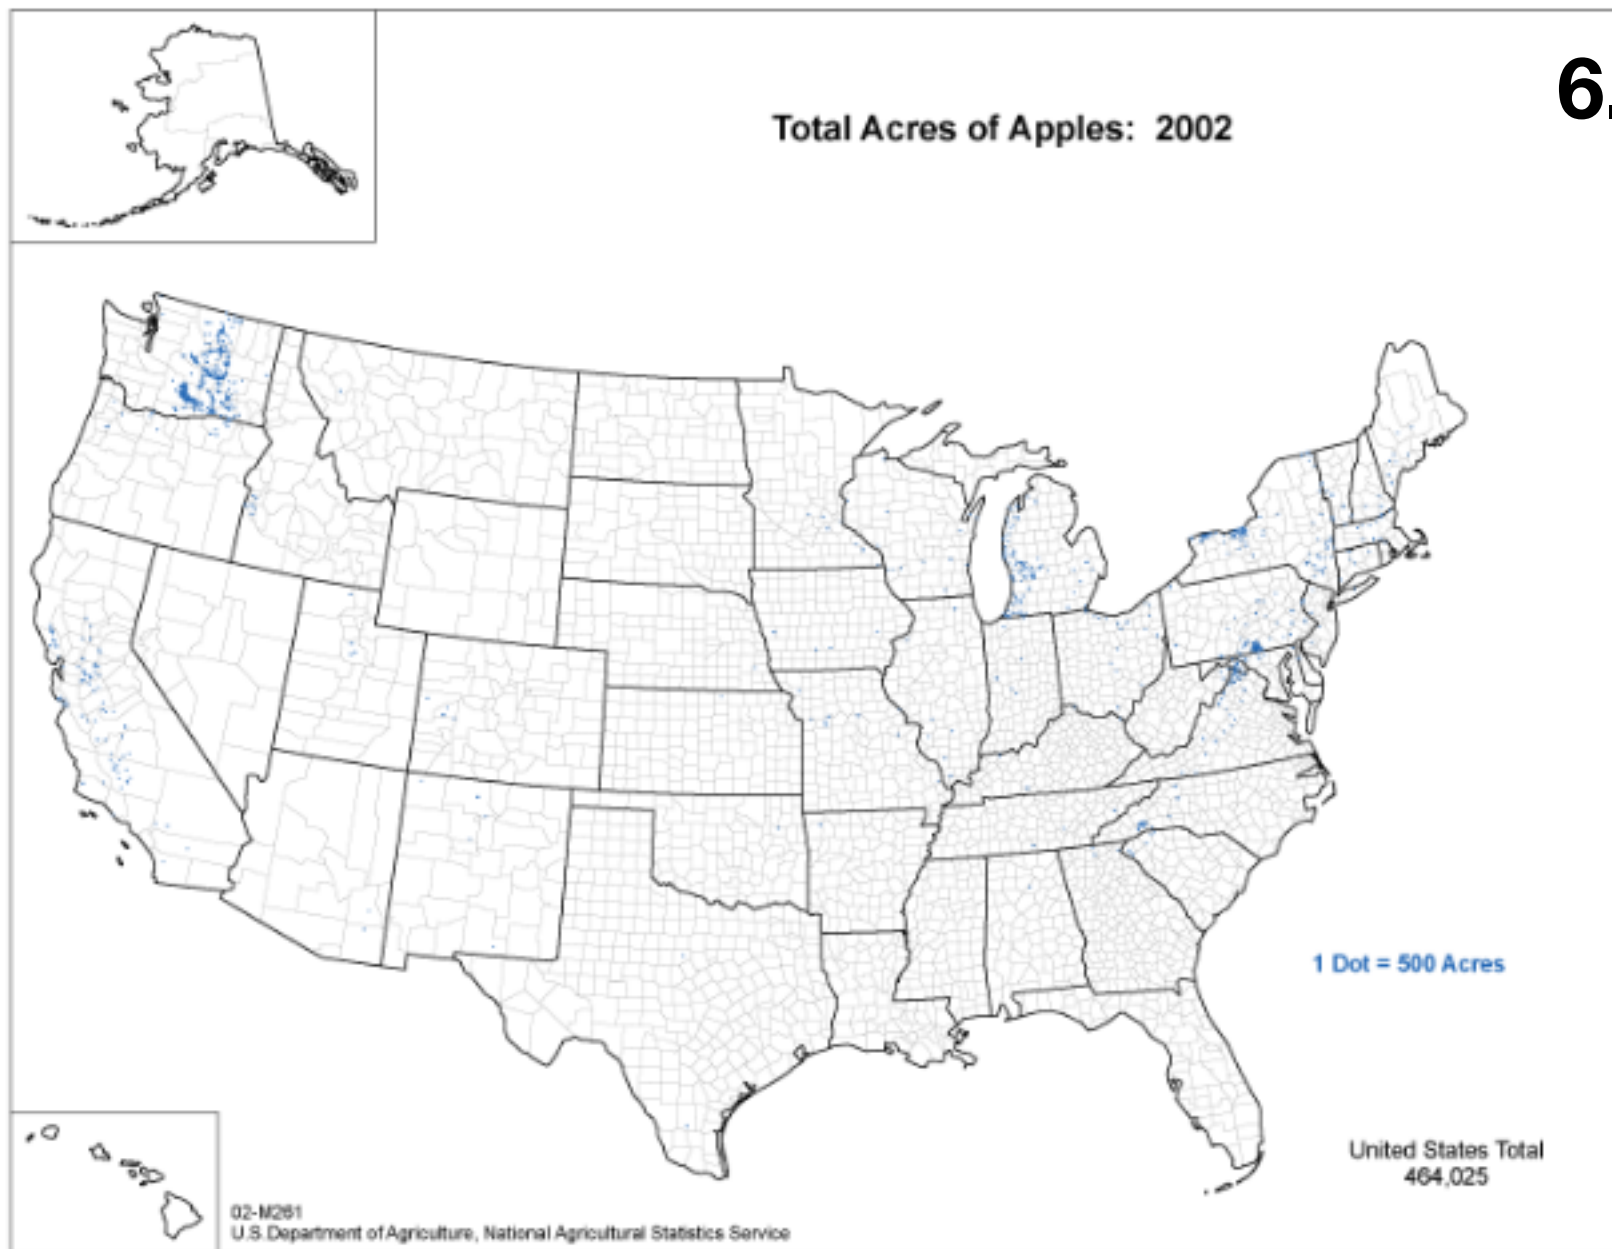 6.
Total Acres of Apples: 2002
1 Dot = 500 Acres
United States Total
464,025
02-M261
U.S.Department of Agriculture, National Agricultural Statistics Service